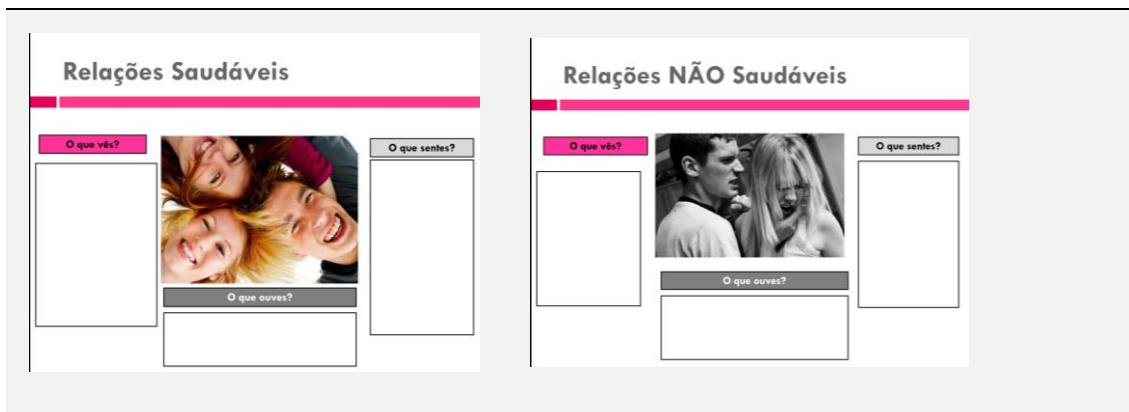 Relações Saudáveis
O que vês?
O que sentes?
O que ouves?
Relações NÃO Saudáveis
O que vês?
O que sentes?
O que ouves?